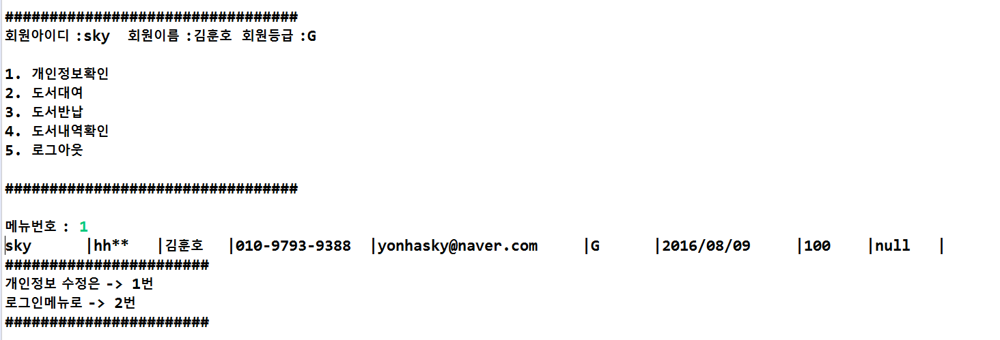 #################################
회원아이디 :sky  회원이름 :김훈호 회원등급 :G
1. 개인정보확인
2. 도서대여
3. 도서반납
4. 도서내역확인
5. 로그아웃
#################################
메뉴번호 : 1
sky |hh** |김훈호 |010-9793-9388 |yonhasky@naver.com |G |2016/08/09 |100 |null |
#######################
개인정보 수정은 -> 1번
로그인메뉴로 -> 2번
#######################